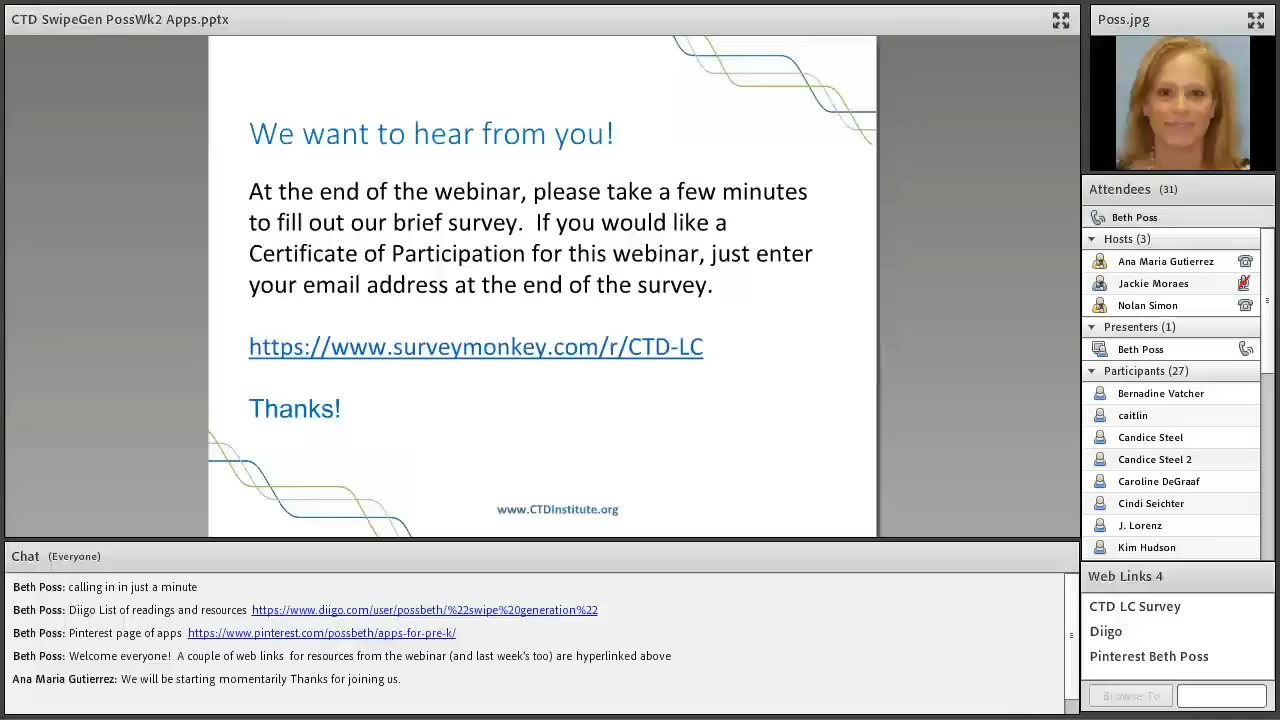 CTD SwipeGen PossWk2 Apps.pptx
We want to hear from you!
At the end of the webinar, please take a few minutes
to fill out our brief survey.  If you would like a
Certificate of Participation for this webinar, just enter
your email address at the end of the survey.
https://www.surveymonkey.com/r/CTD-LC
Thanks!
www.CTDInstitute.org
Chat (Everyone)
Beth Poss: calling in in just a minute
Beth Poss: Diigo List of readings and resources https://www.diigo.com/user/possbeth/%22swipe%20generation%22
Beth Poss: Pinterest page of apps https://www.pinterest.com/possbeth/apps-for-pre-k/
Beth Poss: Welcome everyone!  A couple of web links  for resources from the webinar (and last week's too) are hyperlinked above
Ana Maria Gutierrez: We will be starting momentarily Thanks for joining us.
Poss.jpg
Attendees (31)
Beth Poss
Hosts (3)
Ana Maria Gutierrez
Jackie Moraes
Nolan Simon
Presenters (1)
Beth Poss
Participants (27)
Bernadine Vatcher
caitlin
Candice Steel
Candice Steel 2
Caroline DeGraaf
Cindi Seichter
J. Lorenz
Kim Hudson
Web Links 4
CTD LC Survey
Diigo
Pinterest Beth Poss
Browse To